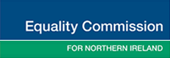 Equality Commission
FOR NORTHERN IRELAND